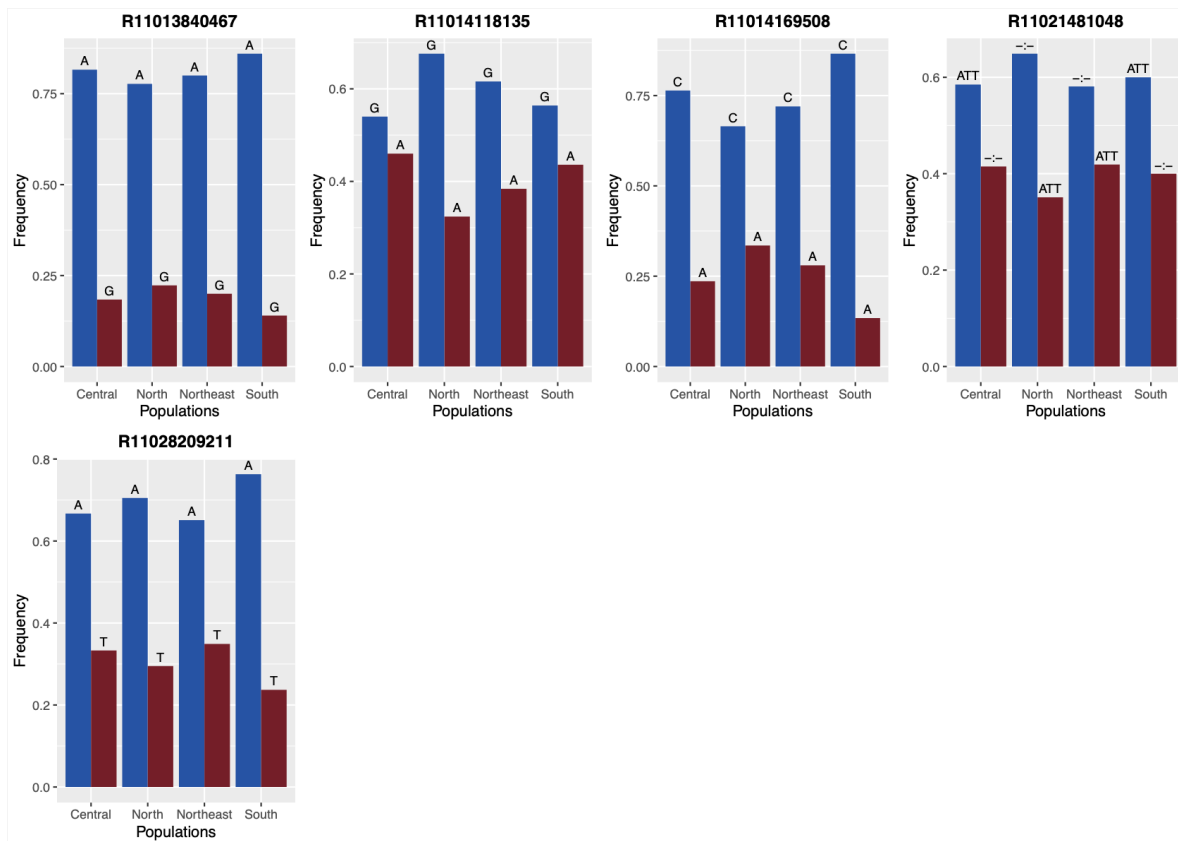 R11013840467
A
A
A
A
G
G
G
G
0.75
0.50
0.25
0.00
Frequency
Central
North
Northeast
South
Populations
R11014118135
G
G
G
G
A
A
A
A
0.6
0.4
0.2
0.0
Frequency
Central
North
Northeast
South
Populations
R11014169508
C
C
C
C
A
A
A
A
0.75
0.50
0.25
0.00
Frequency
Central
North
Northeast
South
Populations
R11021481048
ATT
–:–
–:–
ATT
–:–
ATT
ATT
–:–
0.6
0.4
0.2
0.0
Frequency
Central
North
Northeast
South
Populations
R11028209211
A
A
A
A
T
T
T
T
0.8
0.6
0.4
0.2
0.0
Frequency
Central
North
Northeast
South
Populations